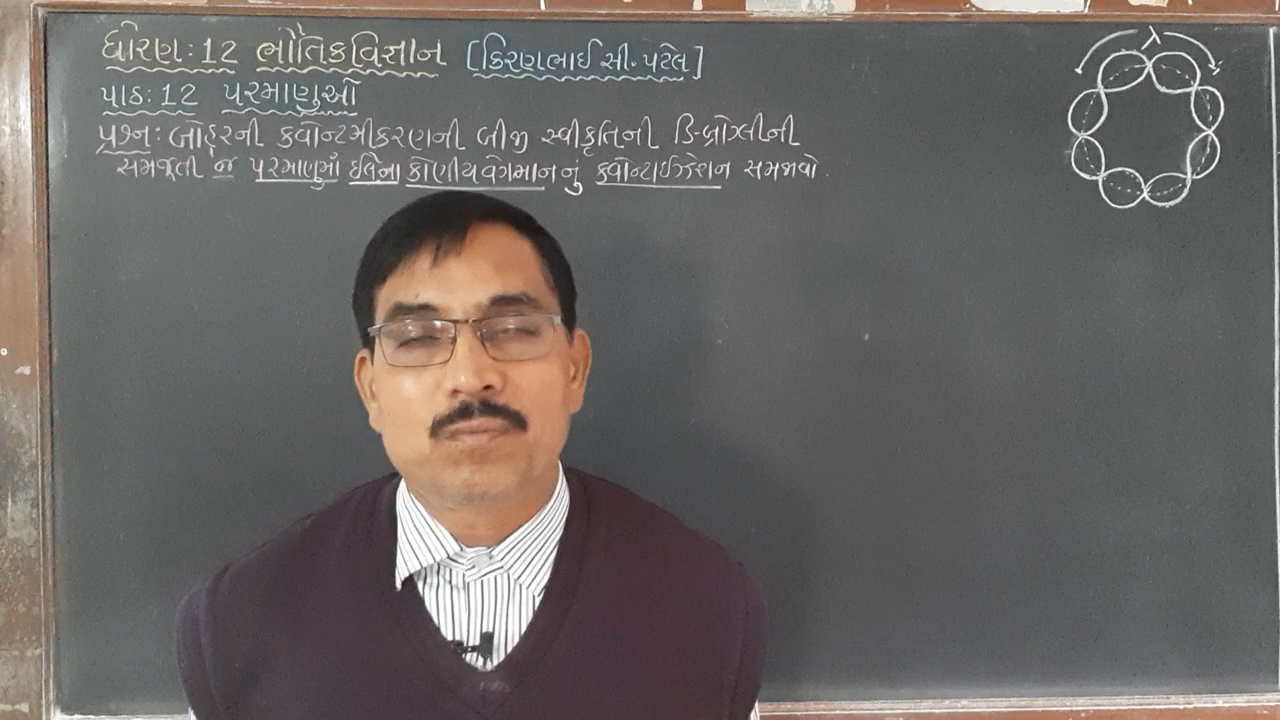 ધોરણ: 12 ભૌતિકવિજ્ઞાન [કિરણભાઈ સી. પટેલ]
પાઠ: 12 પરમાણુઓ
પ્રશ્ન: બોહરની ક્વોન્ટમીકરણની બીજી સ્વીકૃતિની ડિ-બ્રોગ્લીની
સમજૂતી જ પરમાણુમાં ઈલેના કોણીયવેગમાનનું ક્વોન્ટાઈઝેશન સમજાવો.
λ